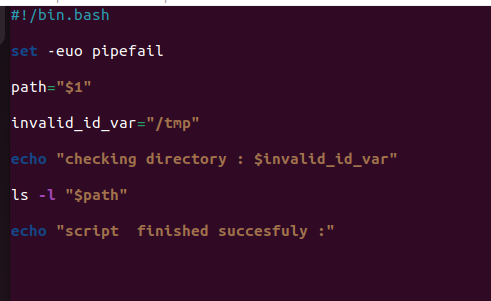 #!/bin.bash
set -euo pipefail
path="$1"
invalid_id_var="/tmp"
echo "checking directory : $invalid_id_var"
ls -l "$path"
echo "script  finished succesfuly :"